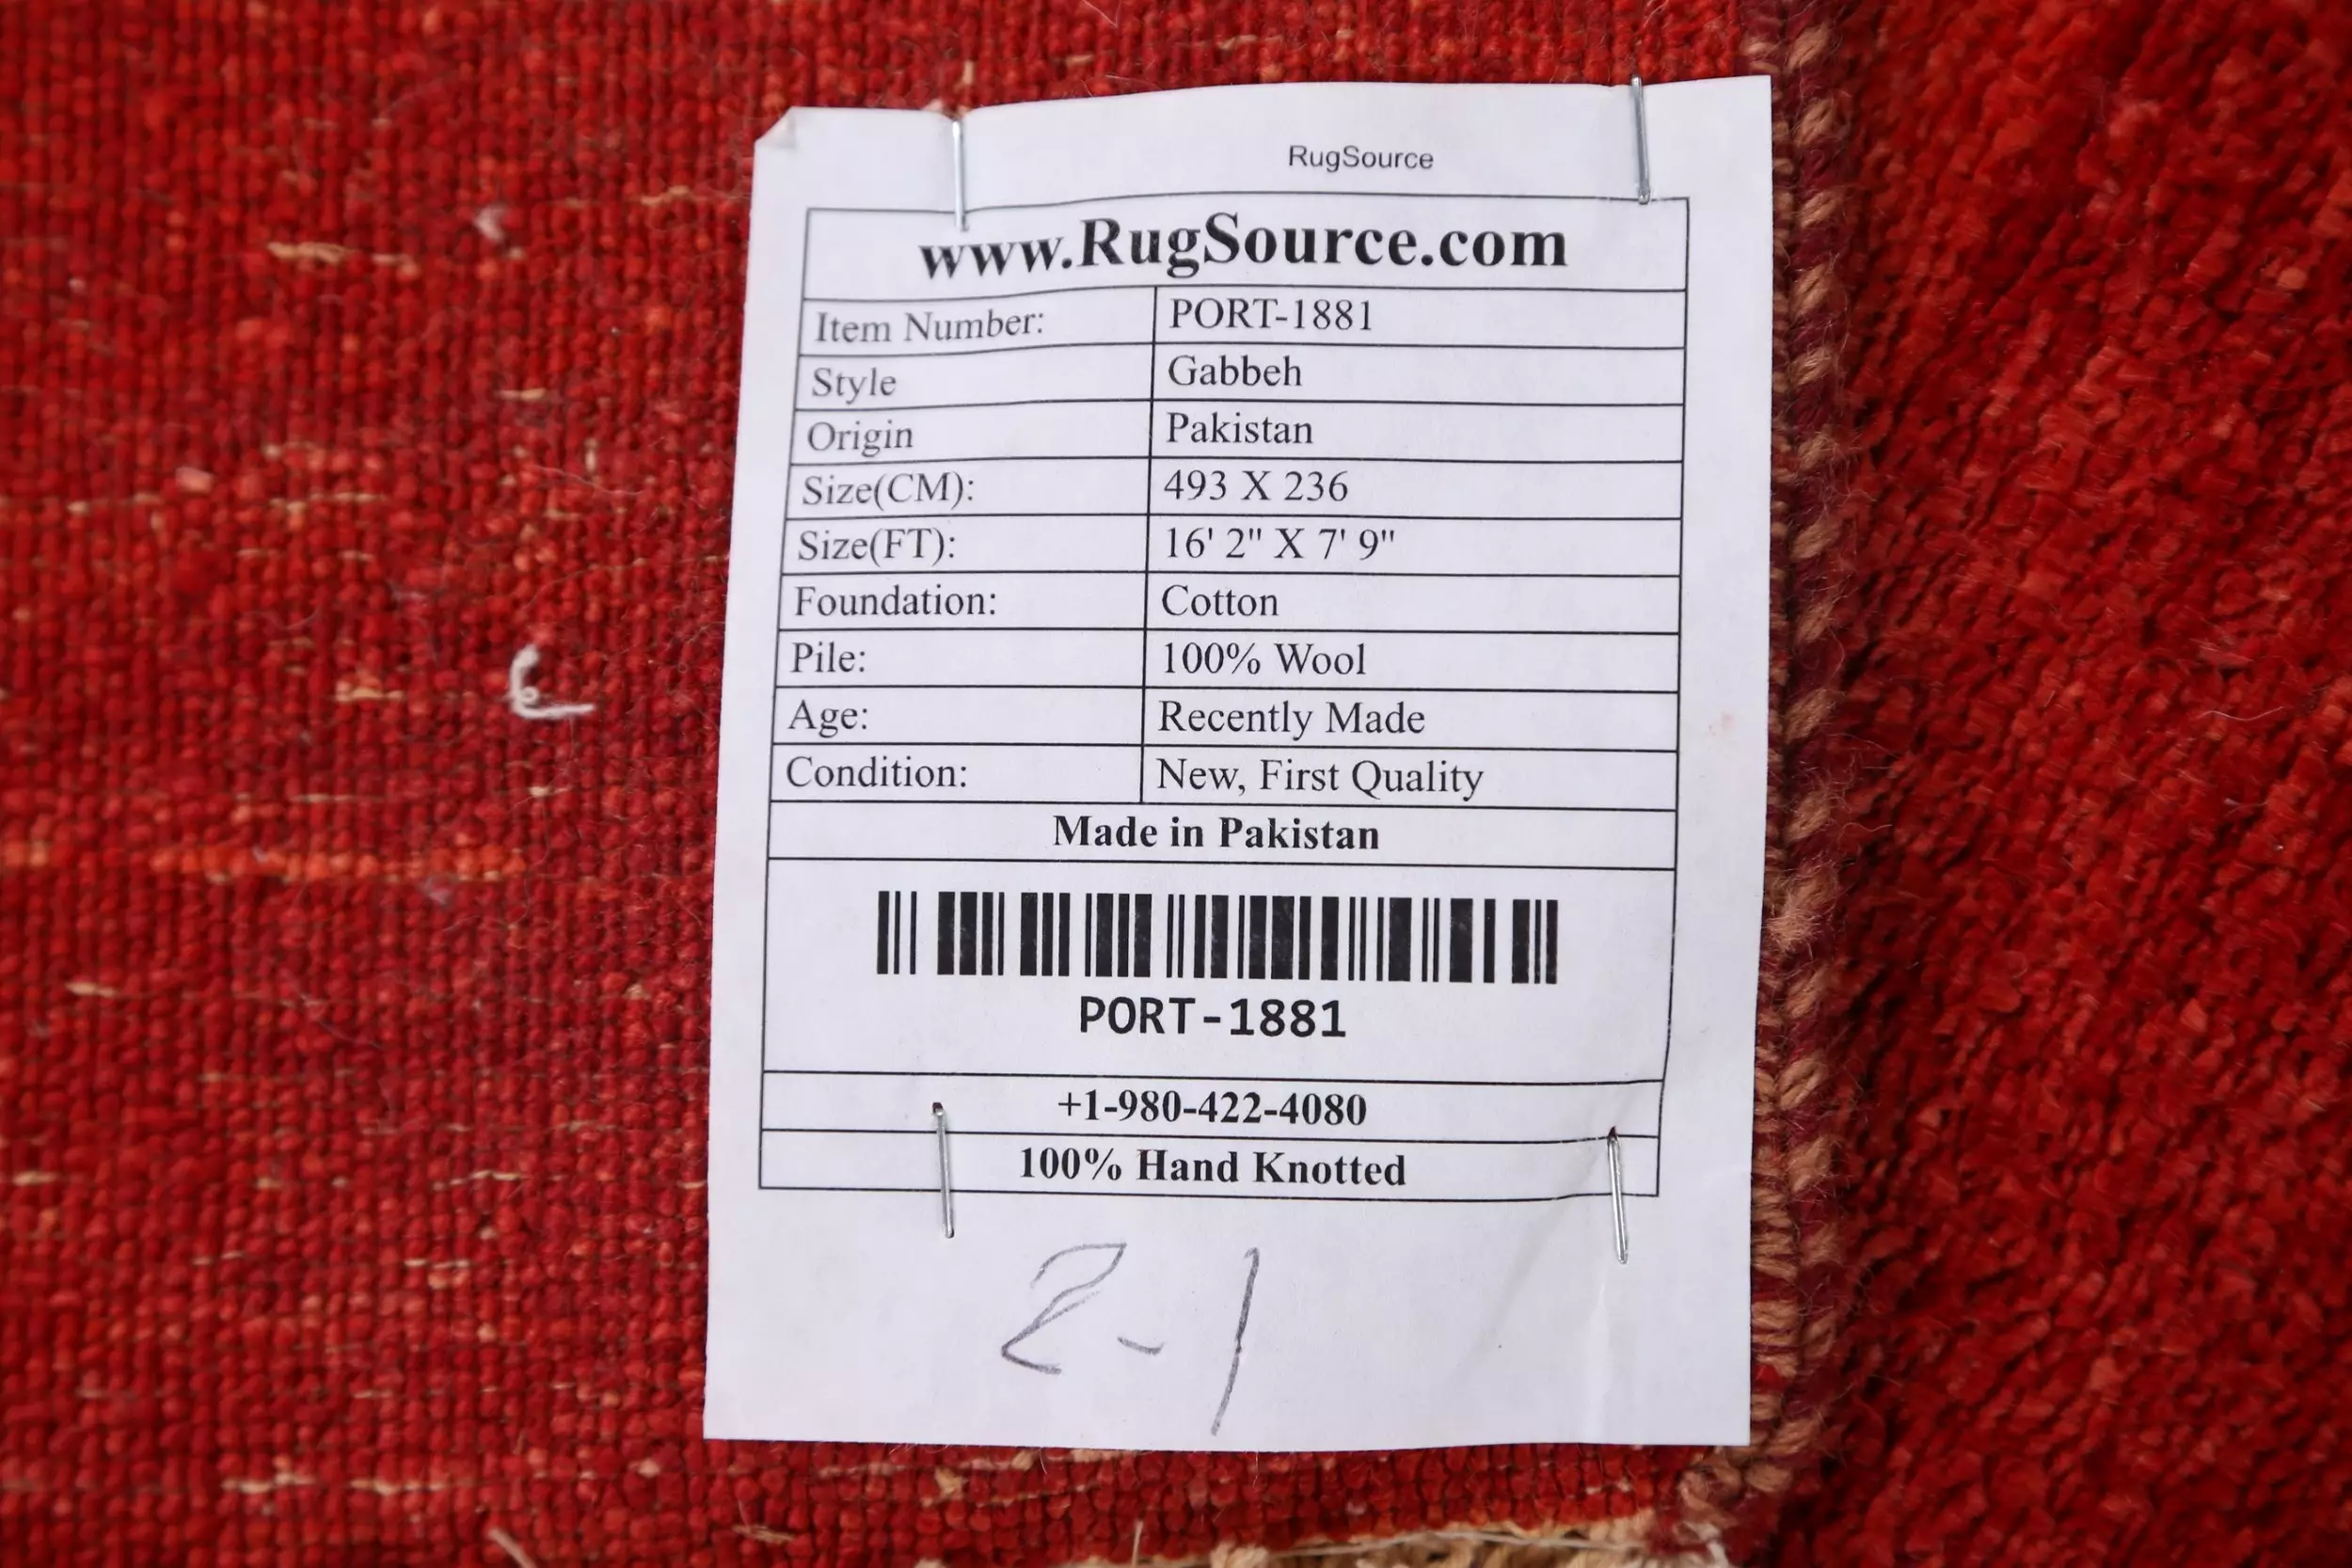 RugSource
www.RugSource.com
Item Number: PORT-1881
Style Gabbeh
Origin Pakistan
Size(CM): 493 X 236
Size(FT): 16' 2" X 7' 9"
Foundation: Cotton
Pile: 100% Wool
Age: Recently Made
Condition: New, First Quality
Made in Pakistan
PORT-1881
+1-980-422-4080
100% Hand Knotted
2-1